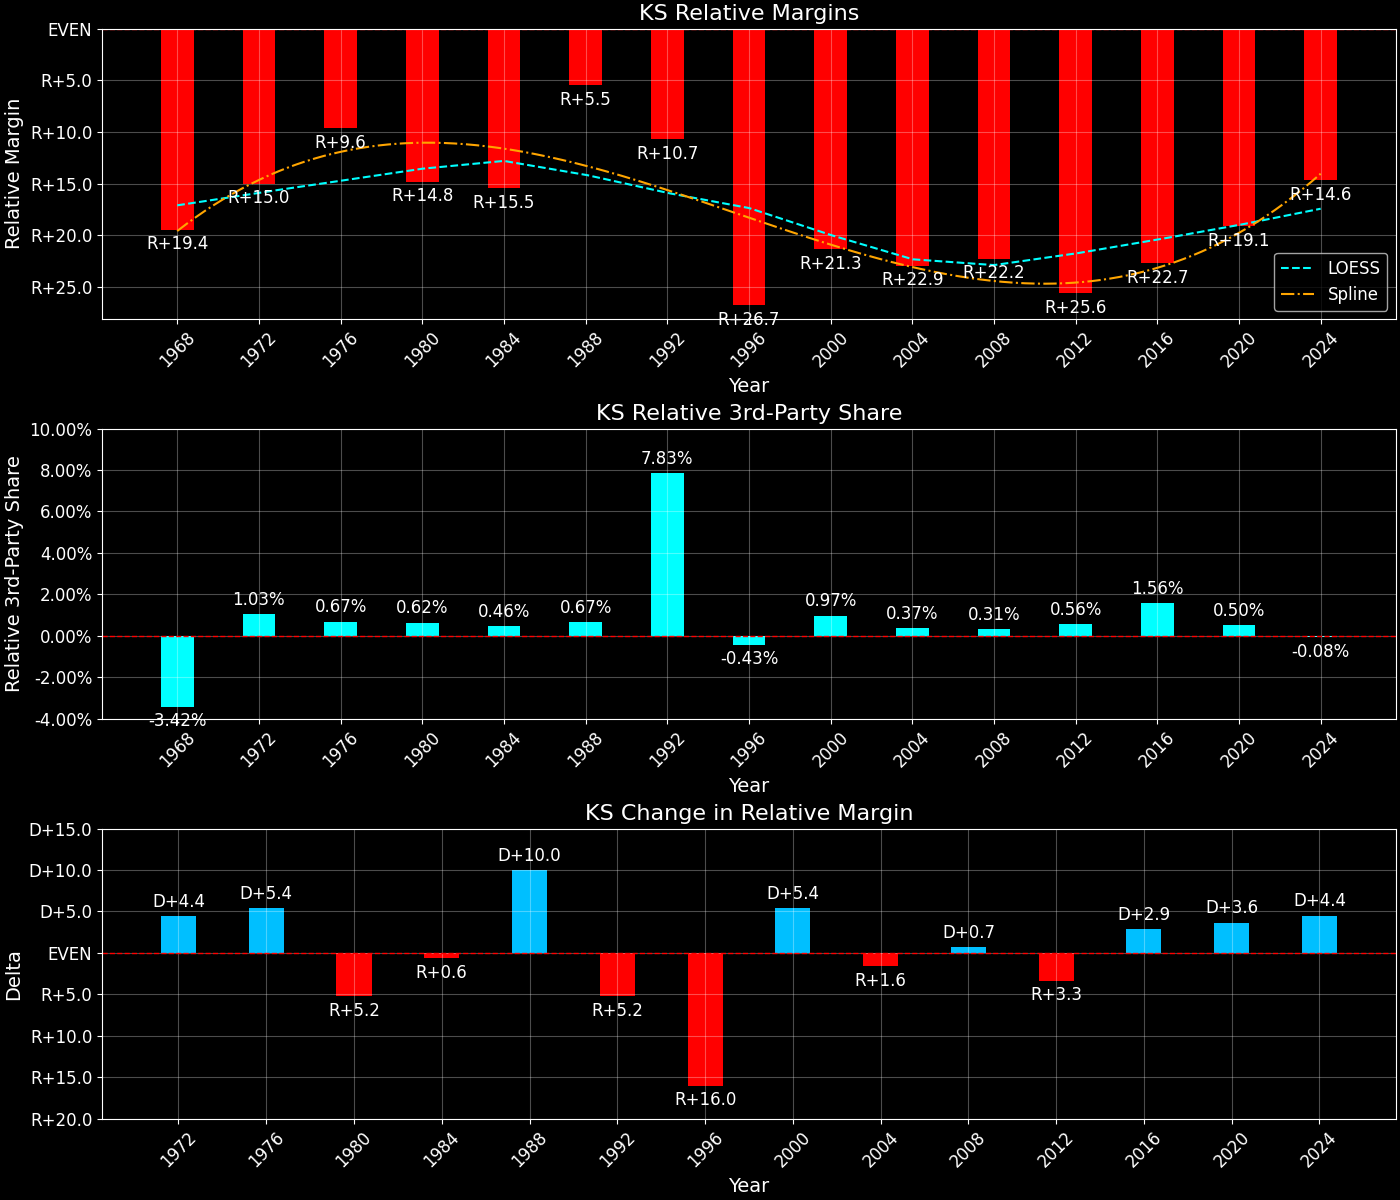 KS Relative Margins
Relative Margin
EVEN
R+5.0
R+10.0
R+15.0
R+20.0
R+25.0
R+19.4
R+15.0
R+9.6
R+14.8
R+15.5
R+5.5
R+10.7
R+26.7
R+21.3
R+22.9
R+22.2
R+25.6
R+22.7
R+19.1
R+14.6
LOESS
Spline
1968
1972
1976
1980
1984
1988
1992
1996
2000
2004
2008
2012
2016
2020
2024
Year
KS Relative 3rd-Party Share
Relative 3rd-Party Share
10.00%
8.00%
6.00%
4.00%
2.00%
0.00%
-2.00%
-4.00%
-3.42%
1.03%
0.67%
0.62%
0.46%
0.67%
7.83%
-0.43%
0.97%
0.37%
0.31%
0.56%
1.56%
0.50%
-0.08%
1968
1972
1976
1980
1984
1988
1992
1996
2000
2004
2008
2012
2016
2020
2024
Year
KS Change in Relative Margin
Delta
D+15.0
D+10.0
D+5.0
EVEN
R+5.0
R+10.0
R+15.0
R+20.0
D+4.4
D+5.4
R+5.2
R+0.6
D+10.0
R+5.2
R+16.0
D+5.4
R+1.6
D+0.7
R+3.3
D+2.9
D+3.6
D+4.4
1972
1976
1980
1984
1988
1992
1996
2000
2004
2008
2012
2016
2020
2024
Year